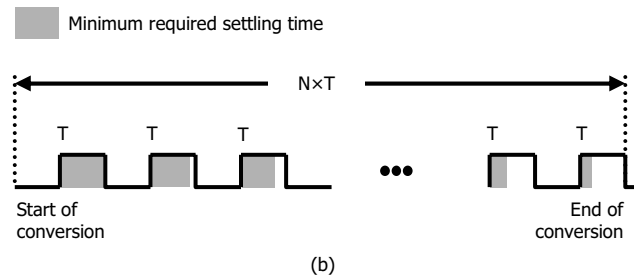 Minimum required settling time
N×T
T T T T T
Start of
conversion
End of
conversion
(b)